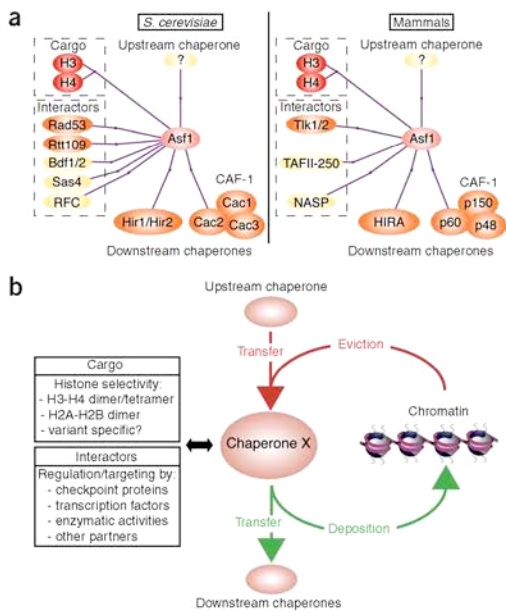 a
S. cerevisiae
Mammals
Cargo
H3
H4
Upstream chaperone
?
Interactors
Rad53
Rtt109
Bdf1/2
Sas4
RFC
Asf1
CAF-1
Cac1
Hir1/Hir2
Cac2
Cac3
Downstream chaperones
Cargo
H3
H4
Upstream chaperone
?
Interactors
Tlk1/2
TAFII-250
NASP
Asf1
CAF-1
p150
HIRA
p60
p48
Downstream chaperones
b
Upstream chaperone
Transfer
Eviction
Cargo
Histone selectivity:
- H3-H4 dimer/tetramer
- H2A-H2B dimer
- variant specific?
Interactors
Regulation/targeting by:
- checkpoint proteins
- transcription factors
- enzymatic activities
- other partners
Chaperone X
Chromatin
Transfer
Deposition
Downstream chaperones